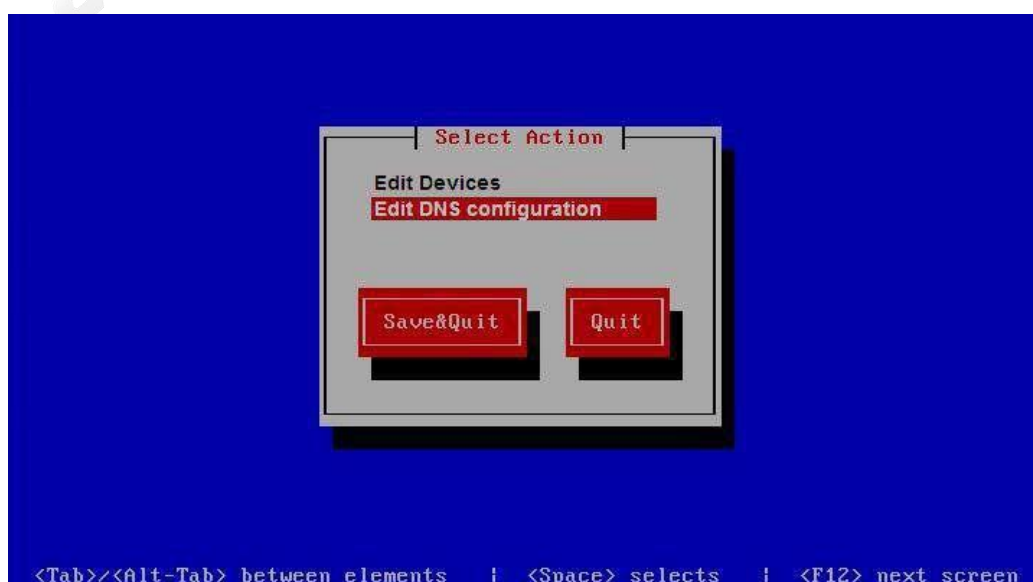 Select Action
Edit Devices
Edit DNS configuration
Save&Quit
Quit
<Tab>/<Alt-Tab> between elements | <Space> selects | <F12> next screen